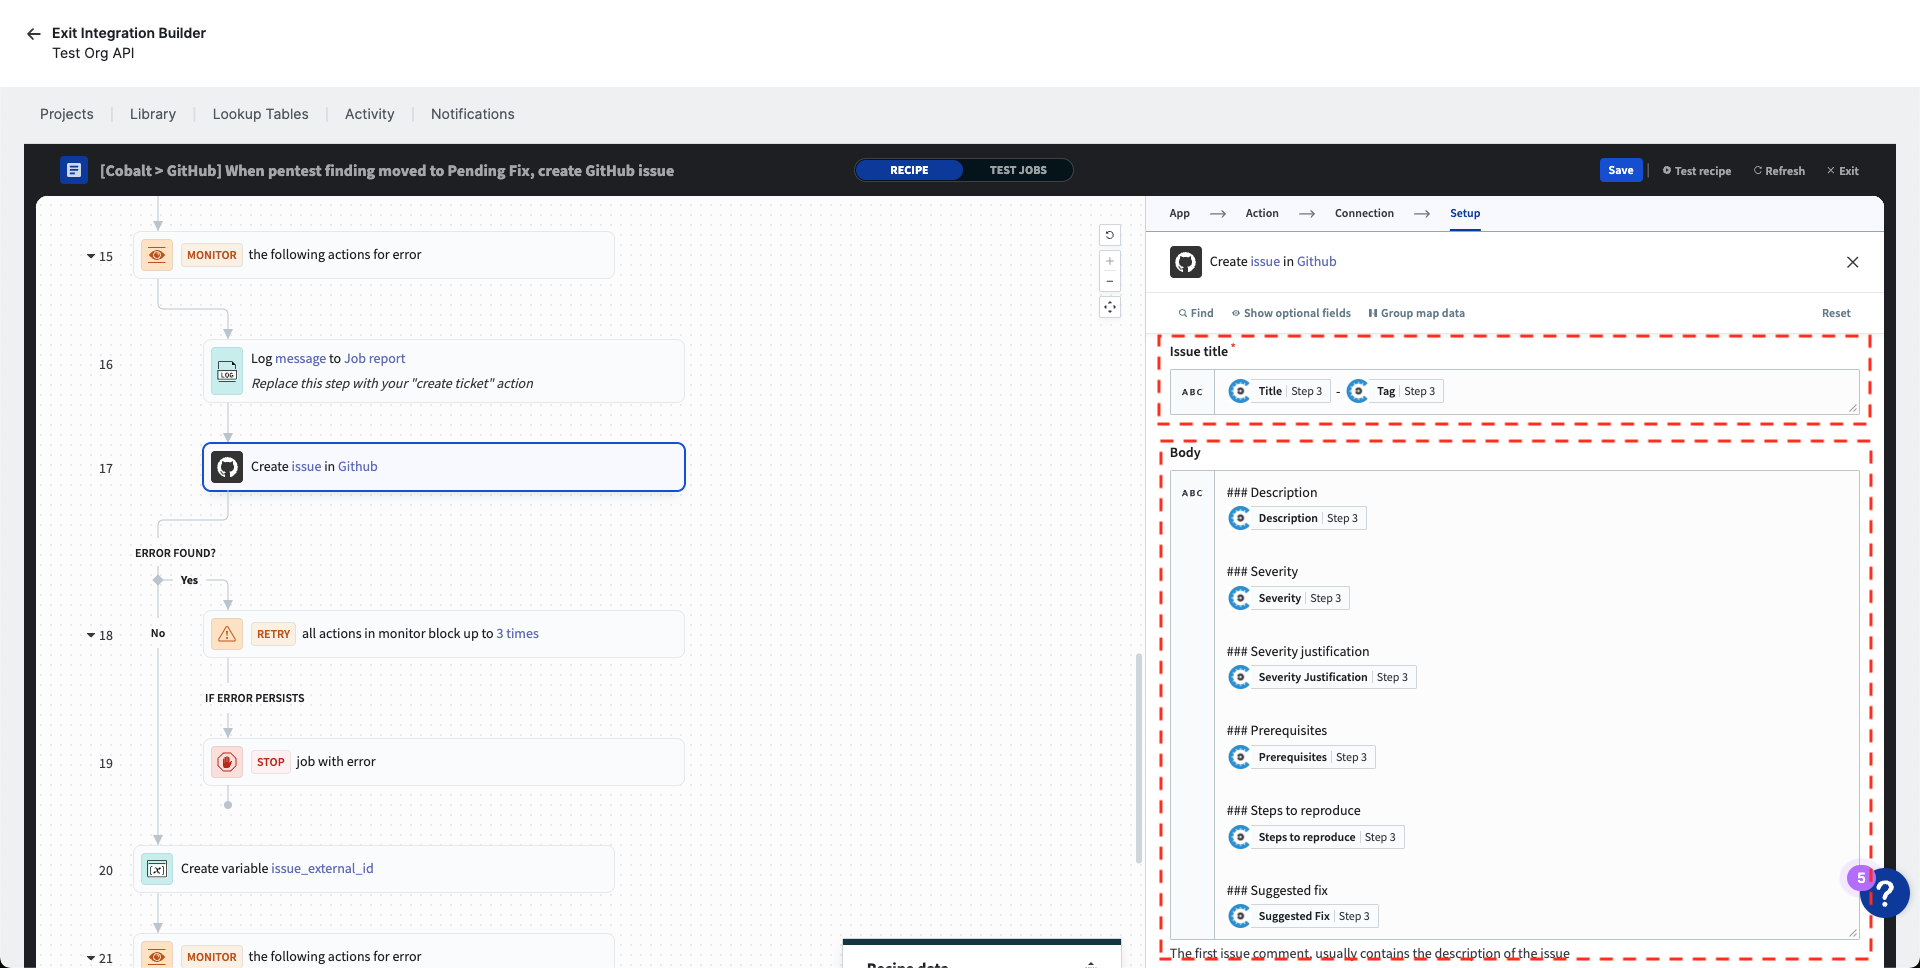 Exit Integration Builder
Test Org API
Projects Library Lookup Tables Activity Notifications
[Cobalt > GitHub] When pentest finding moved to Pending Fix, create GitHub issue
RECIPE TEST JOBS
Save Test recipe Refresh Exit
15 MONITOR the following actions for error
16 Log message to Job report
LOG
Replace this step with your "create ticket" action
17 Create issue in Github
ERROR FOUND?
Yes
No
18 RETRY all actions in monitor block up to 3 times
IF ERROR PERSISTS
19 STOP job with error
20 Create variable issue_external_id
21 MONITOR the following actions for error
Recipe data
App Action Connection Setup
Create issue in Github
Find Show optional fields Group map data Reset
Issue title *
ABC Title Step 3 - Tag Step 3
Body
ABC ### Description
Description Step 3
### Severity
Severity Step 3
### Severity justification
Severity Justification Step 3
### Prerequisites
Prerequisites Step 3
### Steps to reproduce
Steps to reproduce Step 3
### Suggested fix
Suggested Fix Step 3
The first issue comment, usually contains the description of the issue
5
?